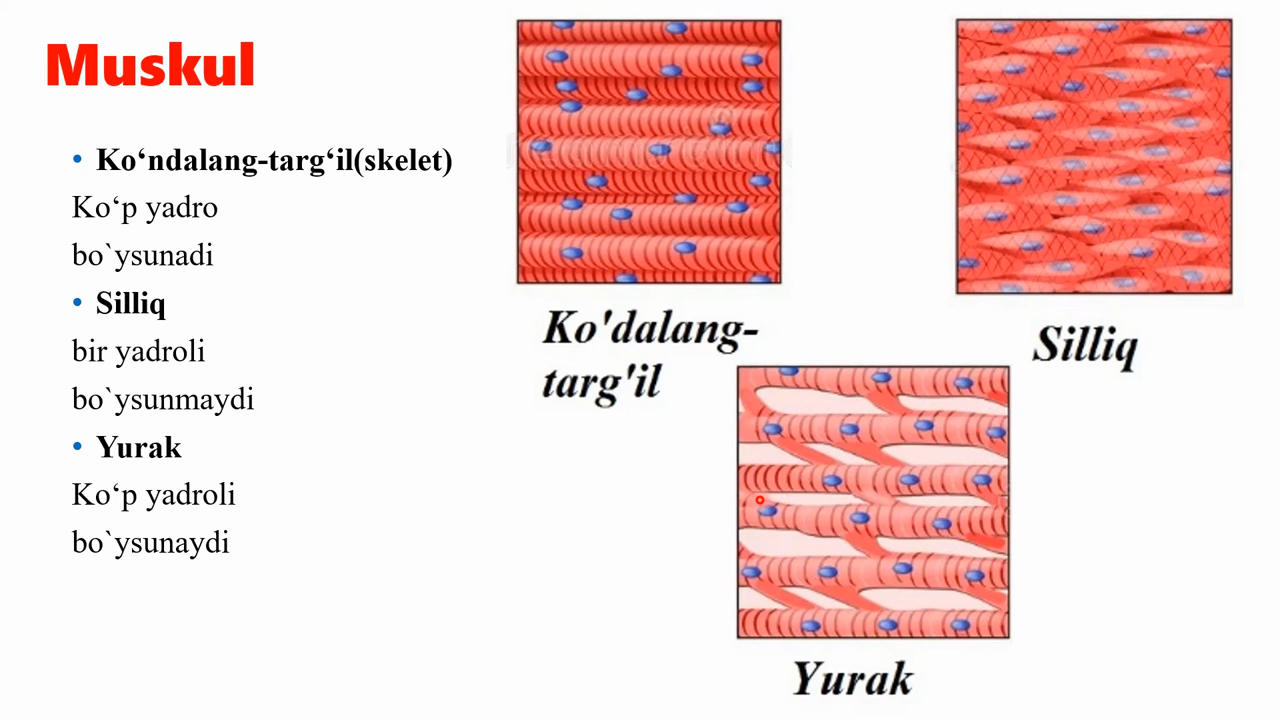 Muskul
• Ko‘ndalang-targ‘il(skelet)
Ko‘p yadro
bo`ysunadi
• Silliq
bir yadroli
bo`ysunmaydi
• Yurak
Ko‘p yadroli
bo`ysunaydi
Ko'dalang-
targ'il
Silliq
Yurak